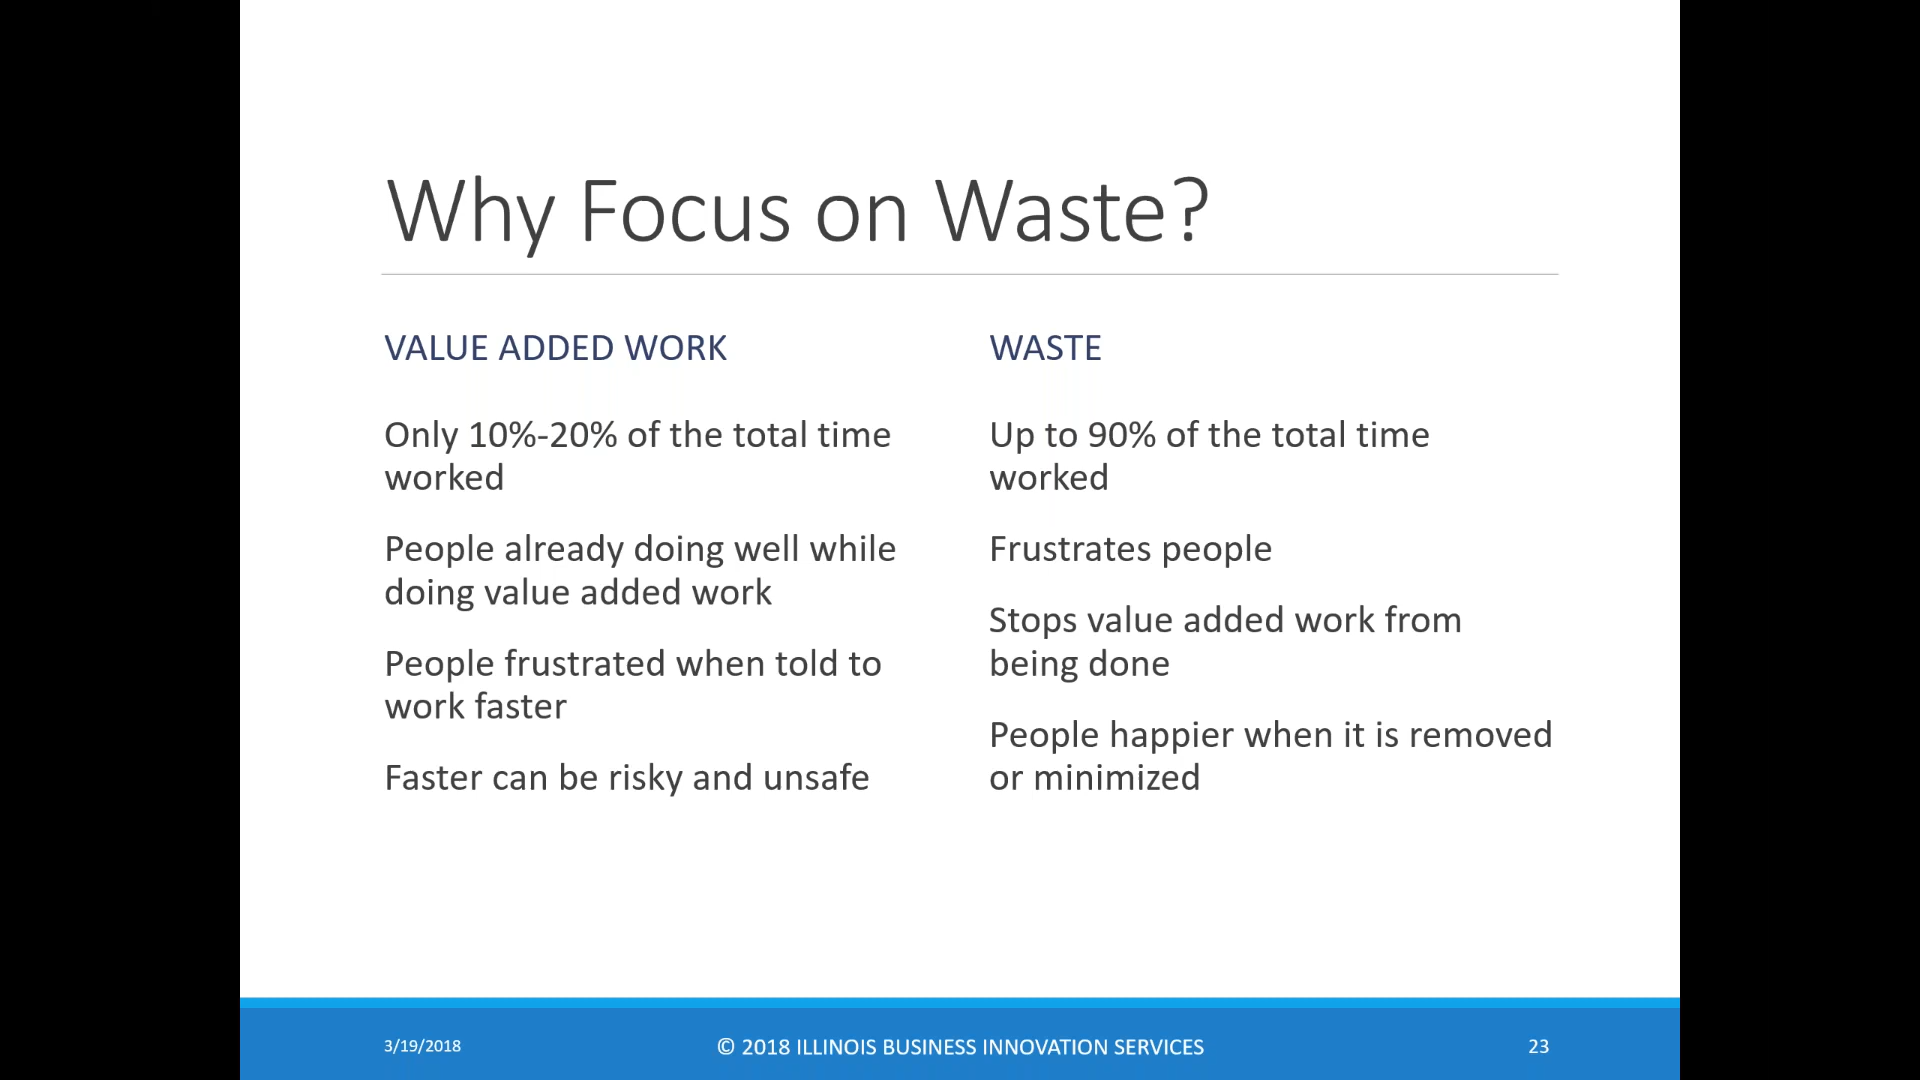 Why Focus on Waste?
VALUE ADDED WORK
Only 10%-20% of the total time
worked
People already doing well while
doing value added work
People frustrated when told to
work faster
Faster can be risky and unsafe
WASTE
Up to 90% of the total time
worked
Frustrates people
Stops value added work from
being done
People happier when it is removed
or minimized
3/19/2018
© 2018 ILLINOIS BUSINESS INNOVATION SERVICES
23